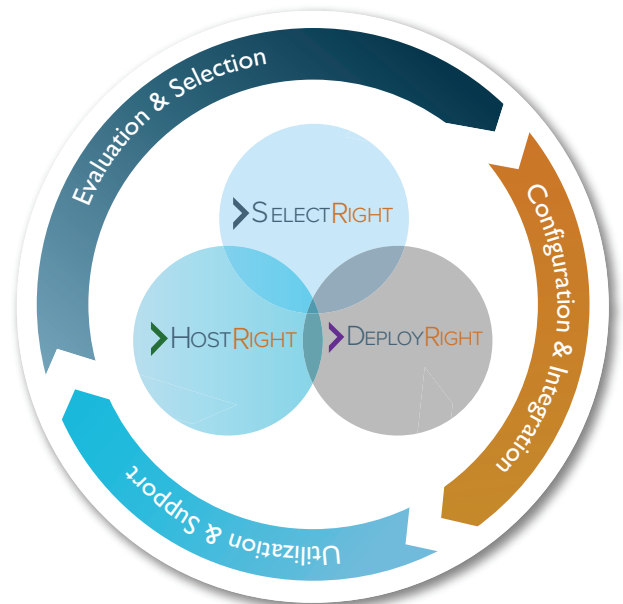 Evaluation & Selection
SELECTRIGHT
HOSTRIGHT
DEPLOYRIGHT
Configuration & Integration
Utilization & Support